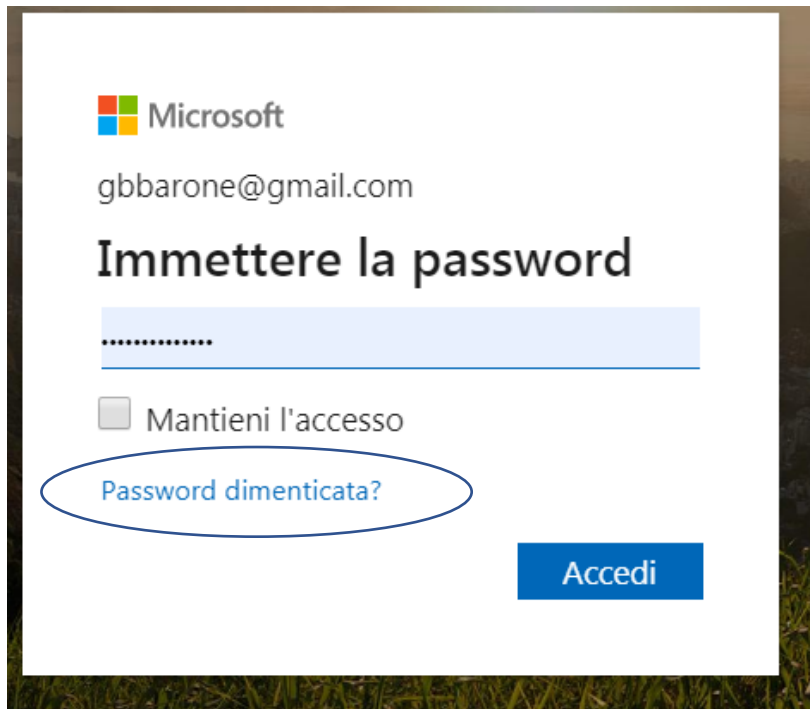 Microsoft
gbbarone@gmail.com
Immettere la password
••••••••••••••
Mantieni l'accesso
Password dimenticata?
Accedi